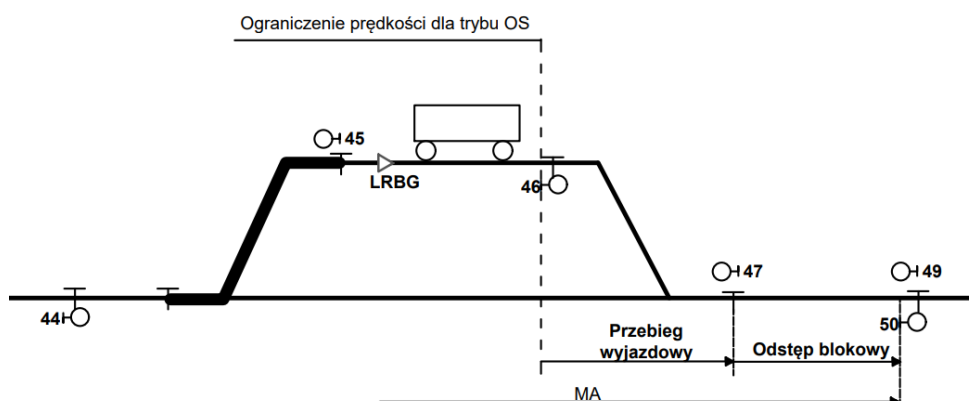 Ograniczenie prędkości dla trybu OS
45
LRBG
46
47
49
44
50
Przebieg
wyjazdowy
Odstęp blokowy
MA